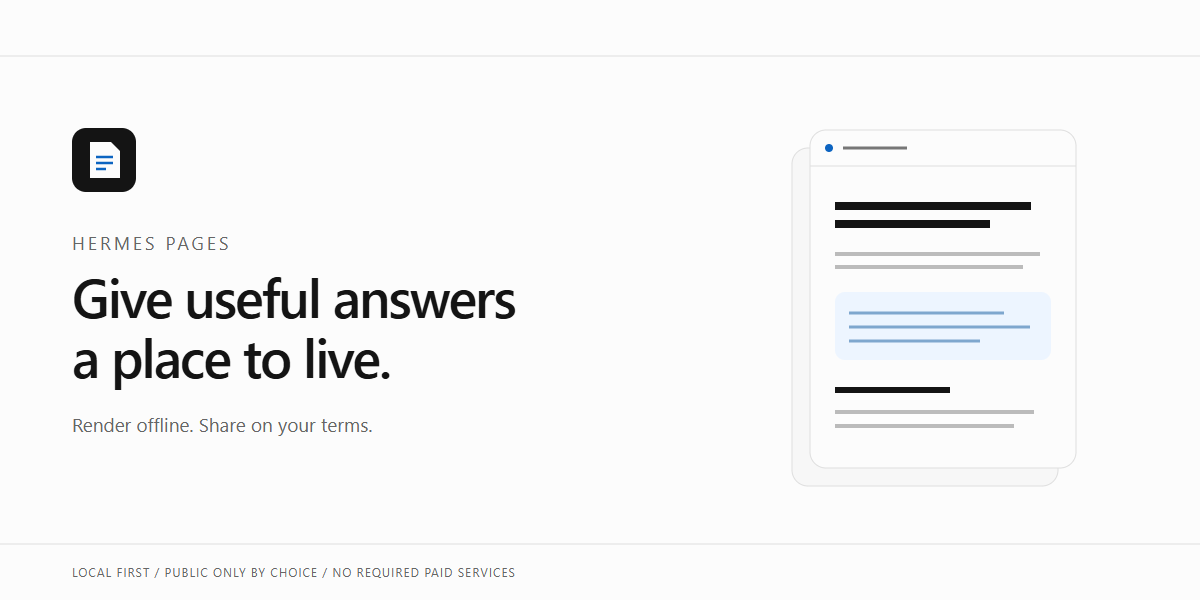 HERMES PAGES
Give useful answers
a place to live.
Render offline. Share on your terms.
LOCAL FIRST / PUBLIC ONLY BY CHOICE / NO REQUIRED PAID SERVICES